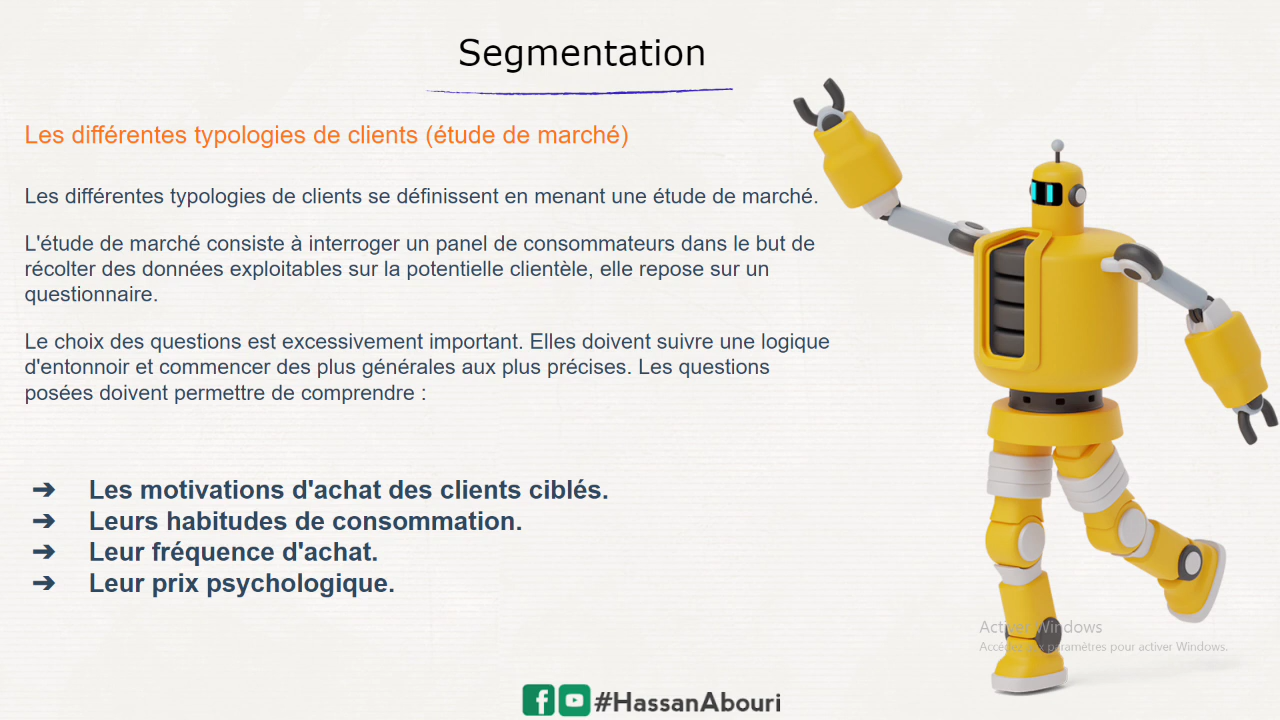 Segmentation
Les différentes typologies de clients (étude de marché)
Les différentes typologies de clients se définissent en menant une étude de marché.
L'étude de marché consiste à interroger un panel de consommateurs dans le but de
récolter des données exploitables sur la potentielle clientèle, elle repose sur un
questionnaire.
Le choix des questions est excessivement important. Elles doivent suivre une logique
d'entonnoir et commencer des plus générales aux plus précises. Les questions
posées doivent permettre de comprendre :
➔ Les motivations d'achat des clients ciblés.
➔ Leurs habitudes de consommation.
➔ Leur fréquence d'achat.
➔ Leur prix psychologique.
Activer Windows
Accédez aux paramètres pour activer Windows.
#HassanAbouri